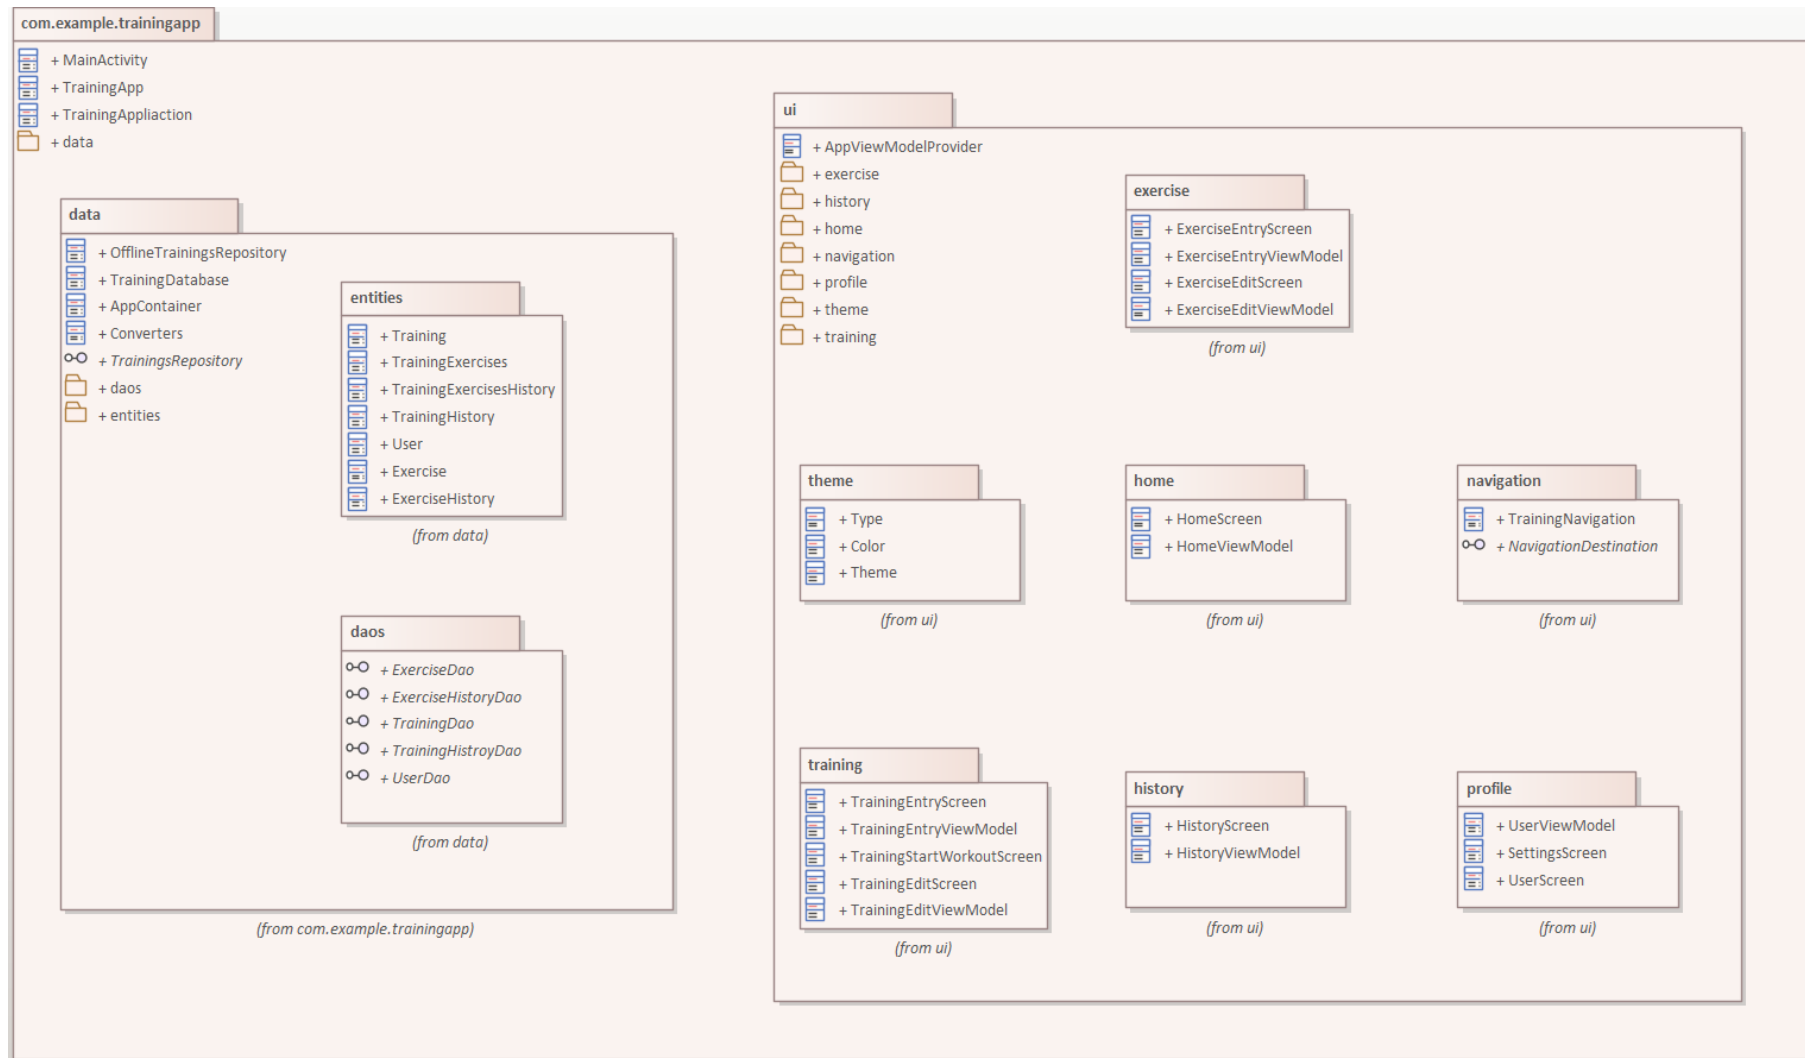 com.example.trainingapp
+ MainActivity
+ TrainingApp
+ TrainingAppliaction
+ data
data
+ OfflineTrainingsRepository
+ TrainingDatabase
+ AppContainer
+ Converters
+ TrainingsRepository
+ daos
+ entities
entities
+ Training
+ TrainingExercises
+ TrainingExercisesHistory
+ TrainingHistory
+ User
+ Exercise
+ ExerciseHistory
(from data)
daos
+ ExerciseDao
+ ExerciseHistoryDao
+ TrainingDao
+ TrainingHistroyDao
+ UserDao
(from data)
(from com.example.trainingapp)
ui
+ AppViewModelProvider
+ exercise
+ history
+ home
+ navigation
+ profile
+ theme
+ training
exercise
+ ExerciseEntryScreen
+ ExerciseEntryViewModel
+ ExerciseEditScreen
+ ExerciseEditViewModel
(from ui)
theme
+ Type
+ Color
+ Theme
(from ui)
home
+ HomeScreen
+ HomeViewModel
(from ui)
navigation
+ TrainingNavigation
+ NavigationDestination
(from ui)
training
+ TrainingEntryScreen
+ TrainingEntryViewModel
+ TrainingStartWorkoutScreen
+ TrainingEditScreen
+ TrainingEditViewModel
(from ui)
history
+ HistoryScreen
+ HistoryViewModel
(from ui)
profile
+ UserViewModel
+ SettingsScreen
+ UserScreen
(from ui)